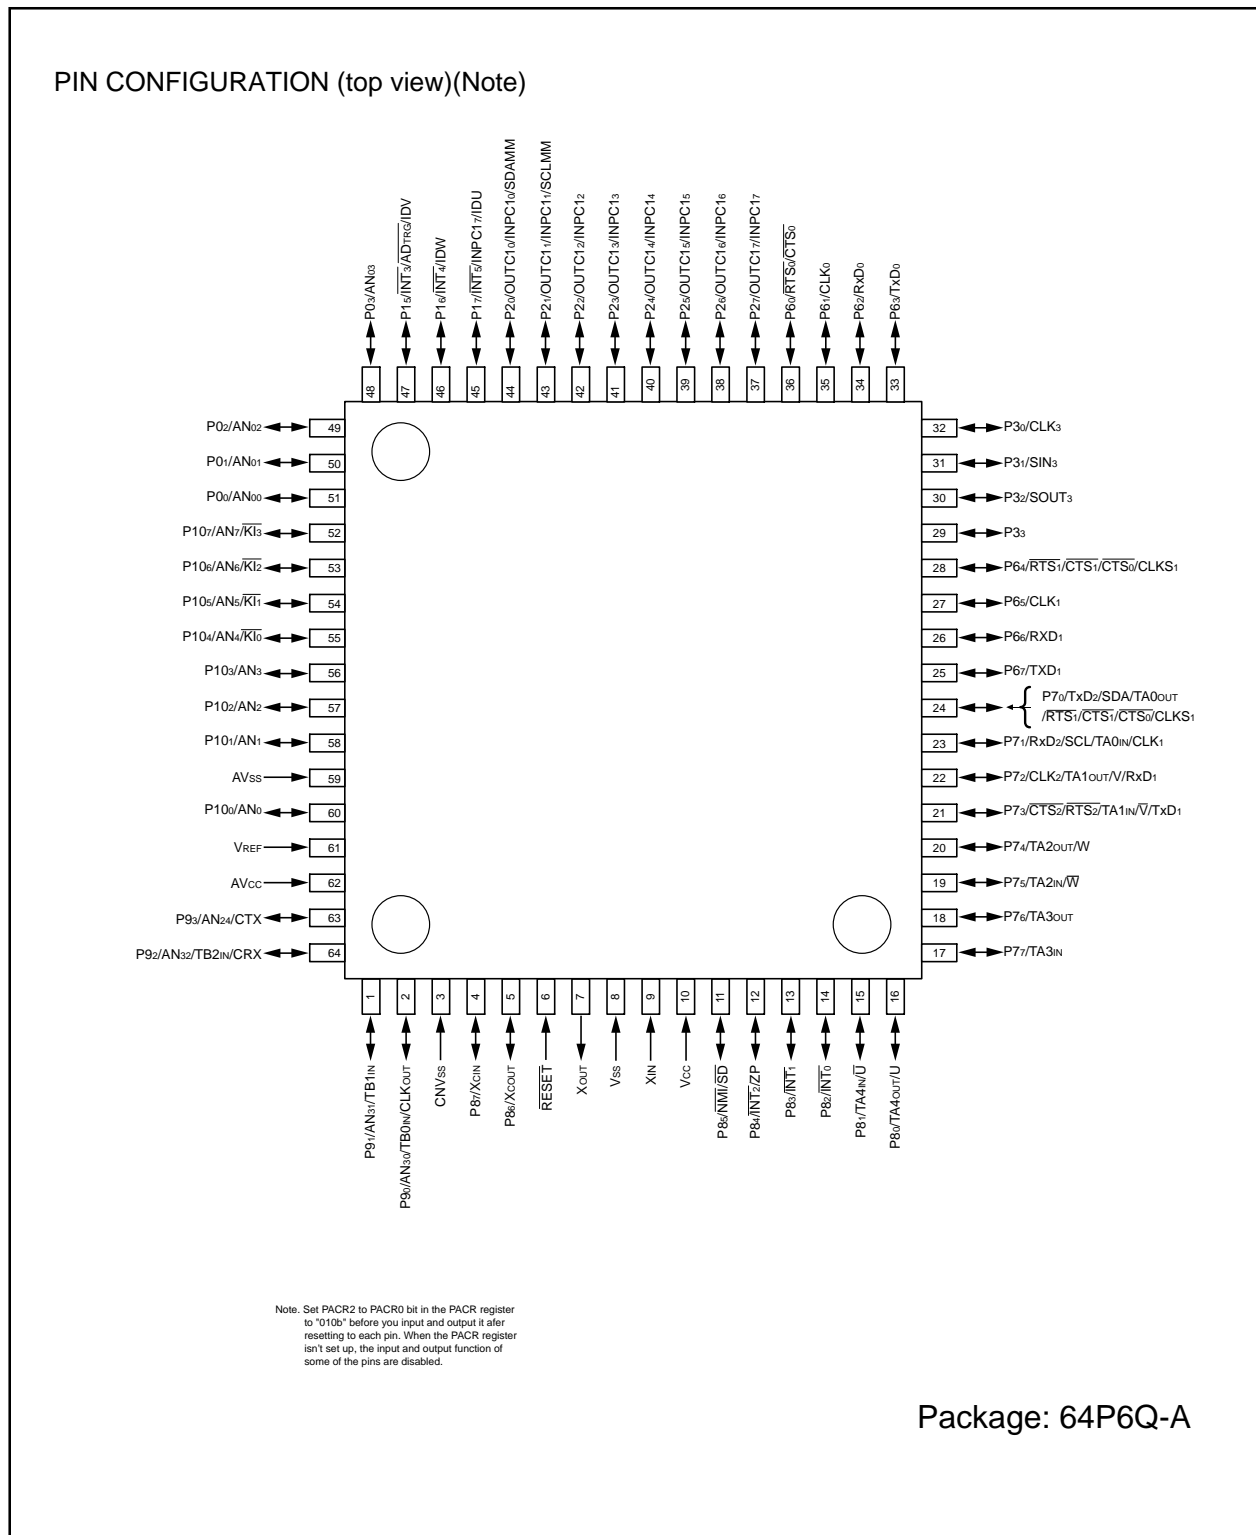 PIN CONFIGURATION (top view)(Note)
P03/AN03
P15/INT3/ADTRG/IDV
P16/INT4/IDW
P17/INT5/INPC17/IDU
P20/OUTC10/INPC10/SDAMM
P21/OUTC11/INPC11/SCLMM
P22/OUTC12/INPC12
P23/OUTC13/INPC13
P24/OUTC14/INPC14
P25/OUTC15/INPC15
P26/OUTC16/INPC16
P27/OUTC17/INPC17
P60/RTS0/CTS0
P61/CLK0
P62/RxD0
P63/TxD0
48 47 46 45 44 43 42 41 40 39 38 37 36 35 34 33
P02/AN02 49
P01/AN01 50
P00/AN00 51
P107/AN7/KI3 52
P106/AN6/KI2 53
P105/AN5/KI1 54
P104/AN4/KI0 55
P103/AN3 56
P102/AN2 57
P101/AN1 58
AVSS 59
P100/AN0 60
VREF 61
AVCC 62
P93/AN24/CTX 63
P92/AN32/TB2IN/CRX 64
32 P30/CLK3
31 P31/SIN3
30 P32/SOUT3
29 P33
28 P64/RTS1/CTS1/CTS0/CLKS1
27 P65/CLK1
26 P66/RXD1
25 P67/TXD1
24 P70/TxD2/SDA/TA0OUT
/RTS1/CTS1/CTS0/CLKS1
23 P71/RxD2/SCL/TA0IN/CLK1
22 P72/CLK2/TA1OUT/V/RxD1
21 P73/CTS2/RTS2/TA1IN/V/TxD1
20 P74/TA2OUT/W
19 P75/TA2IN/W
18 P76/TA3OUT
17 P77/TA3IN
1 2 3 4 5 6 7 8 9 10 11 12 13 14 15 16
P91/AN31/TB1IN
P90/AN30/TB0IN/CLKOUT
CNVSS
P87/XCIN
P86/XCOUT
RESET
XOUT
VSS
XIN
VCC
P85/NMI/SD
P84/INT2/ZP
P83/INT1
P82/INT0
P81/TA4IN/U
P80/TA4OUT/U
Note. Set PACR2 to PACR0 bit in the PACR register
to "010b" before you input and output it afer
resetting to each pin. When the PACR register
isn't set up, the input and output function of
some of the pins are disabled.
Package: 64P6Q-A